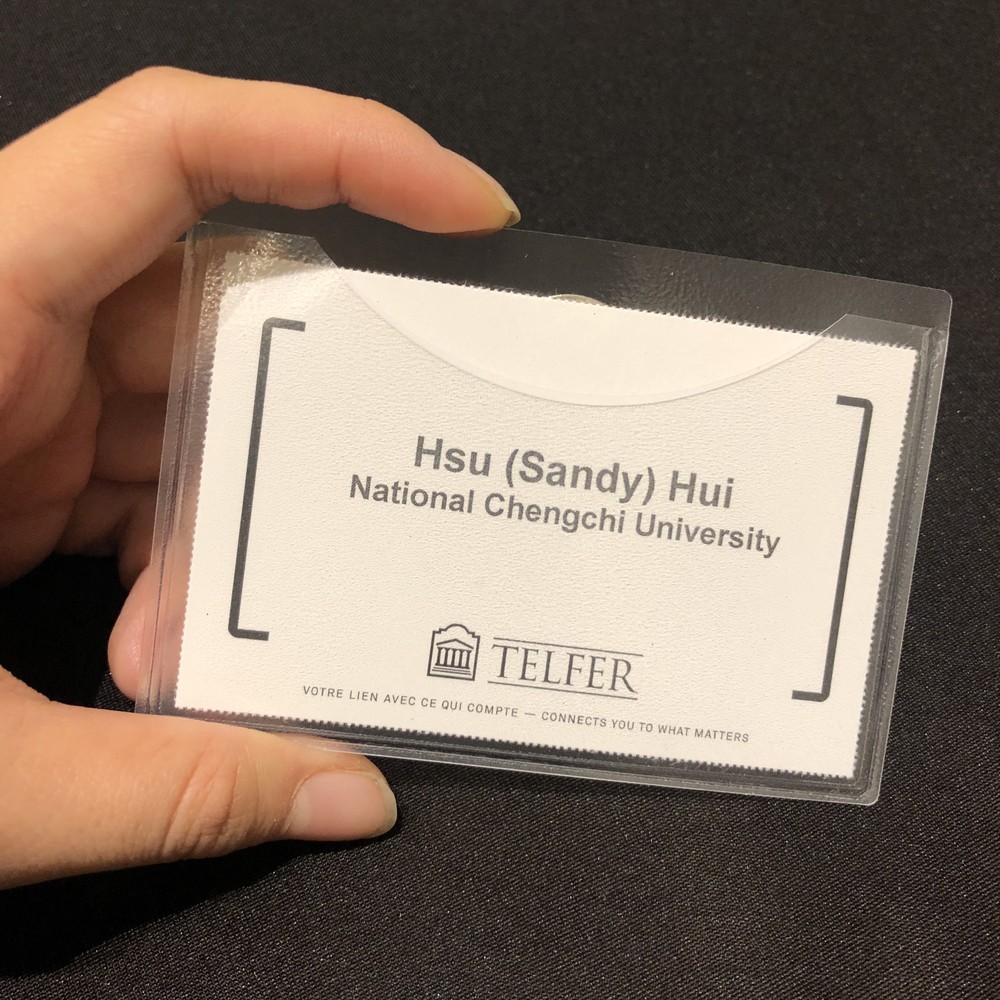 Hsu (Sandy) Hui
National Chengchi University
TELFER
VOTRE LIEN AVEC CE QUI COMPTE — CONNECTS YOU TO WHAT MATTERS